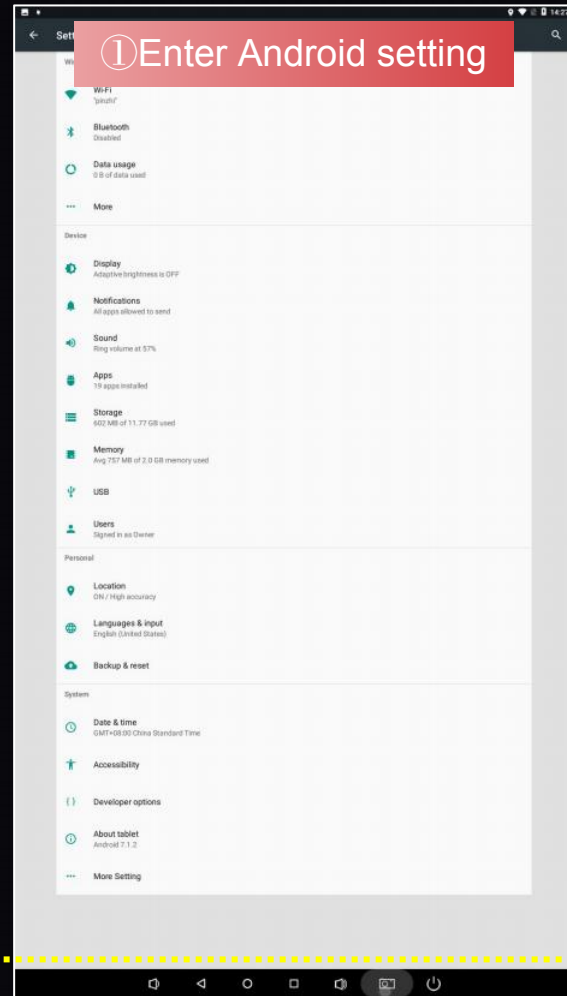 14:27
Sett
①Enter Android setting
Wi
Wi-Fi
"pinzhi"
Bluetooth
Disabled
Data usage
0 B of data used
More
Device
Display
Adaptive brightness is OFF
Notifications
All apps allowed to send
Sound
Ring volume at 57%
Apps
19 apps installed
Storage
602 MB of 11.77 GB used
Memory
Avg 757 MB of 2.0 GB memory used
USB
Users
Signed in as Owner
Personal
Location
ON / High accuracy
Languages & input
English (United States)
Backup & reset
System
Date & time
GMT+08:00 China Standard Time
Accessibility
Developer options
About tablet
Android 7.1.2
More Setting